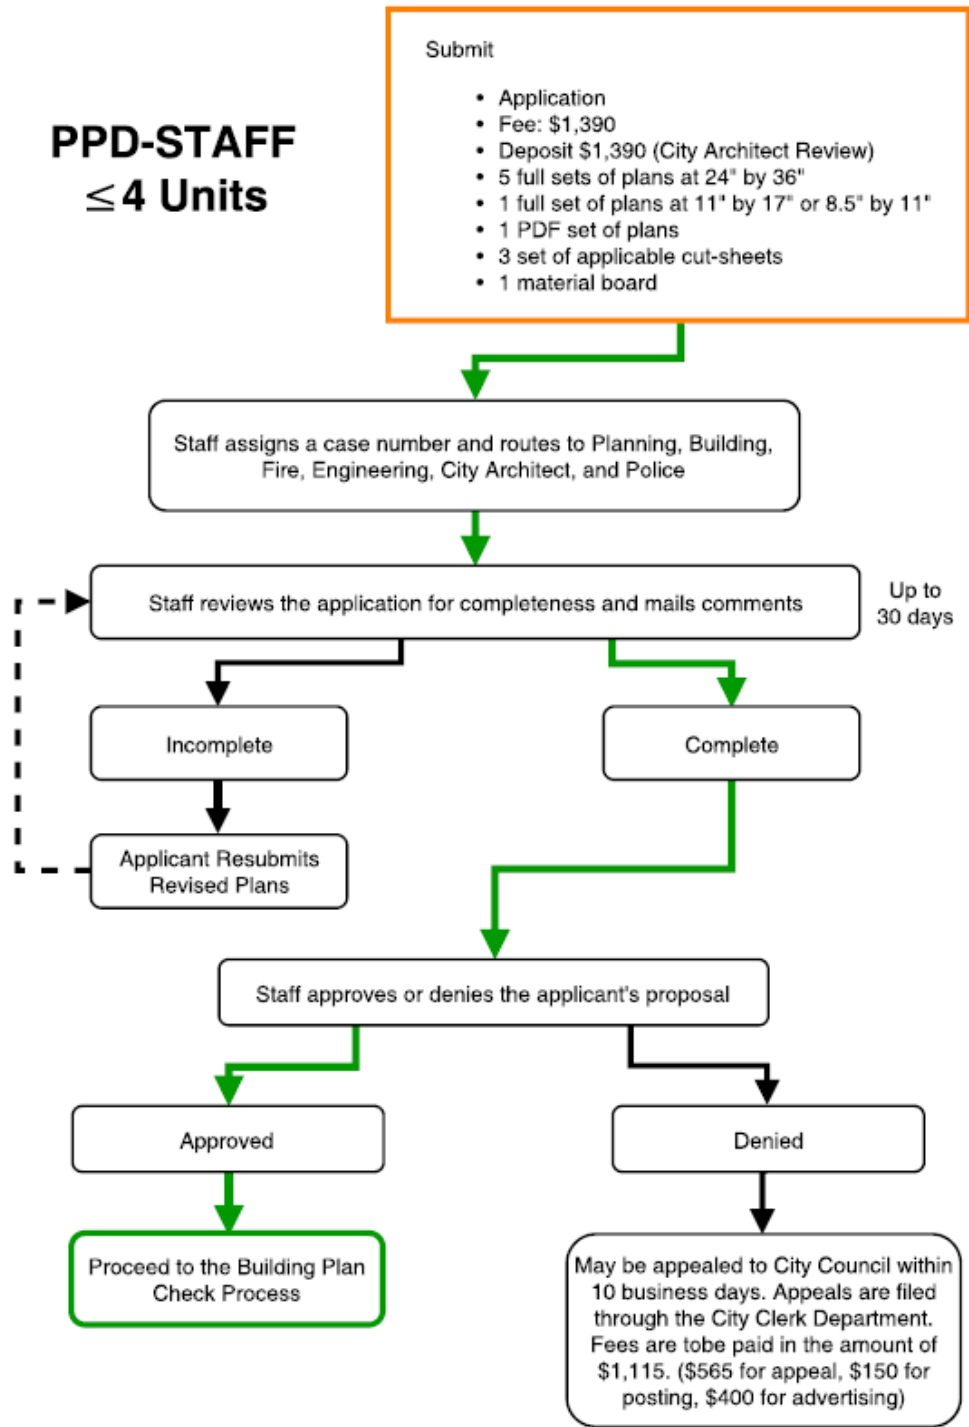 PPD-STAFF
≤ 4 Units
Submit
• Application
• Fee: $1,390
• Deposit $1,390 (City Architect Review)
• 5 full sets of plans at 24" by 36"
• 1 full set of plans at 11" by 17" or 8.5" by 11"
• 1 PDF set of plans
• 3 set of applicable cut-sheets
• 1 material board
Staff assigns a case number and routes to Planning, Building,
Fire, Engineering, City Architect, and Police
Staff reviews the application for completeness and mails comments
Up to
30 days
Incomplete
Complete
Applicant Resubmits
Revised Plans
Staff approves or denies the applicant's proposal
Approved
Denied
Proceed to the Building Plan
Check Process
May be appealed to City Council within
10 business days. Appeals are filed
through the City Clerk Department.
Fees are tobe paid in the amount of
$1,115. ($565 for appeal, $150 for
posting, $400 for advertising)